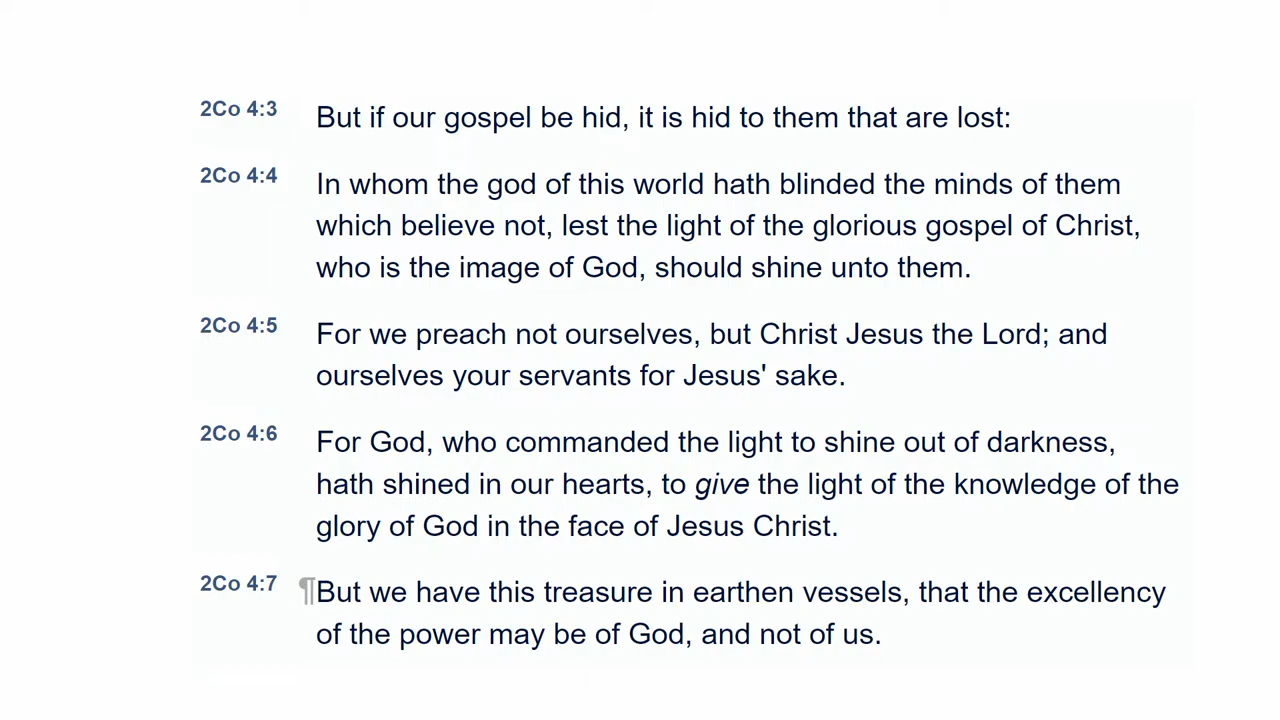 2Co 4:3 But if our gospel be hid, it is hid to them that are lost:
2Co 4:4 In whom the god of this world hath blinded the minds of them
which believe not, lest the light of the glorious gospel of Christ,
who is the image of God, should shine unto them.
2Co 4:5 For we preach not ourselves, but Christ Jesus the Lord; and
ourselves your servants for Jesus' sake.
2Co 4:6 For God, who commanded the light to shine out of darkness,
hath shined in our hearts, to give the light of the knowledge of the
glory of God in the face of Jesus Christ.
2Co 4:7 ¶But we have this treasure in earthen vessels, that the excellency
of the power may be of God, and not of us.